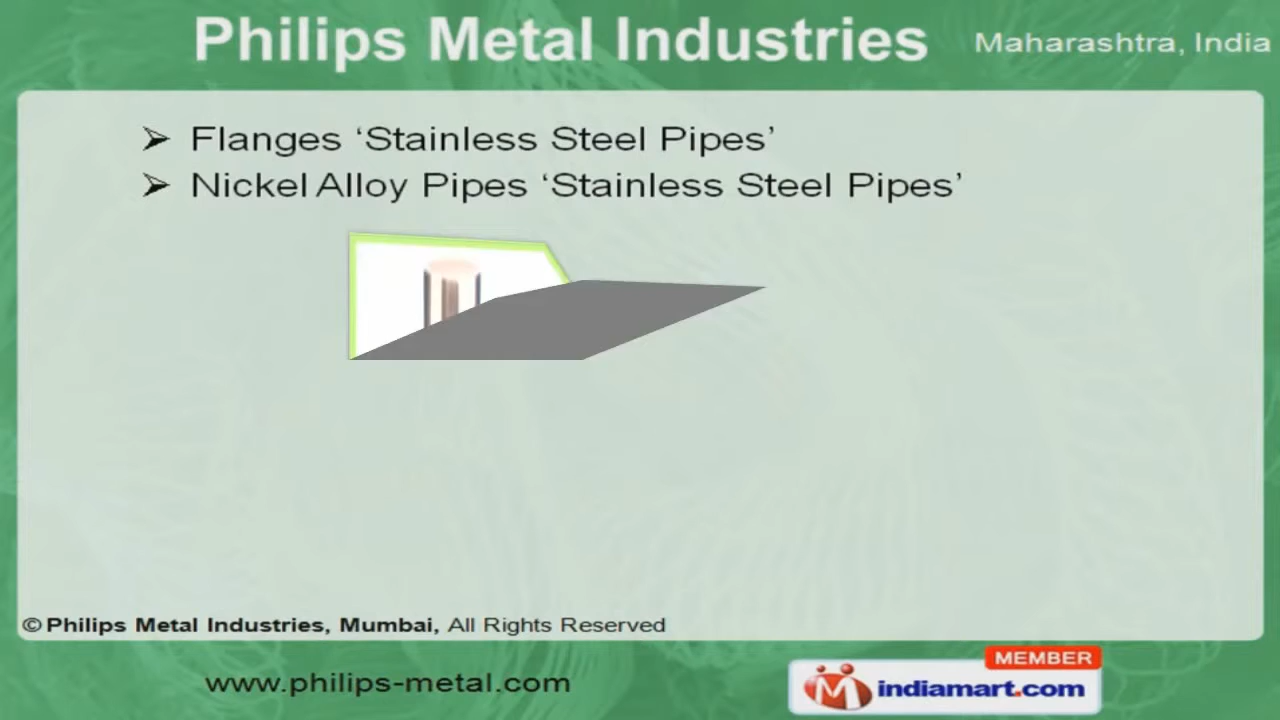 Philips Metal Industries
Maharashtra, India
➢ Flanges ‘Stainless Steel Pipes’
➢ Nickel Alloy Pipes ‘Stainless Steel Pipes’
©Philips Metal Industries, Mumbai, All Rights Reserved
www.philips-metal.com
MEMBER
indiamart.com